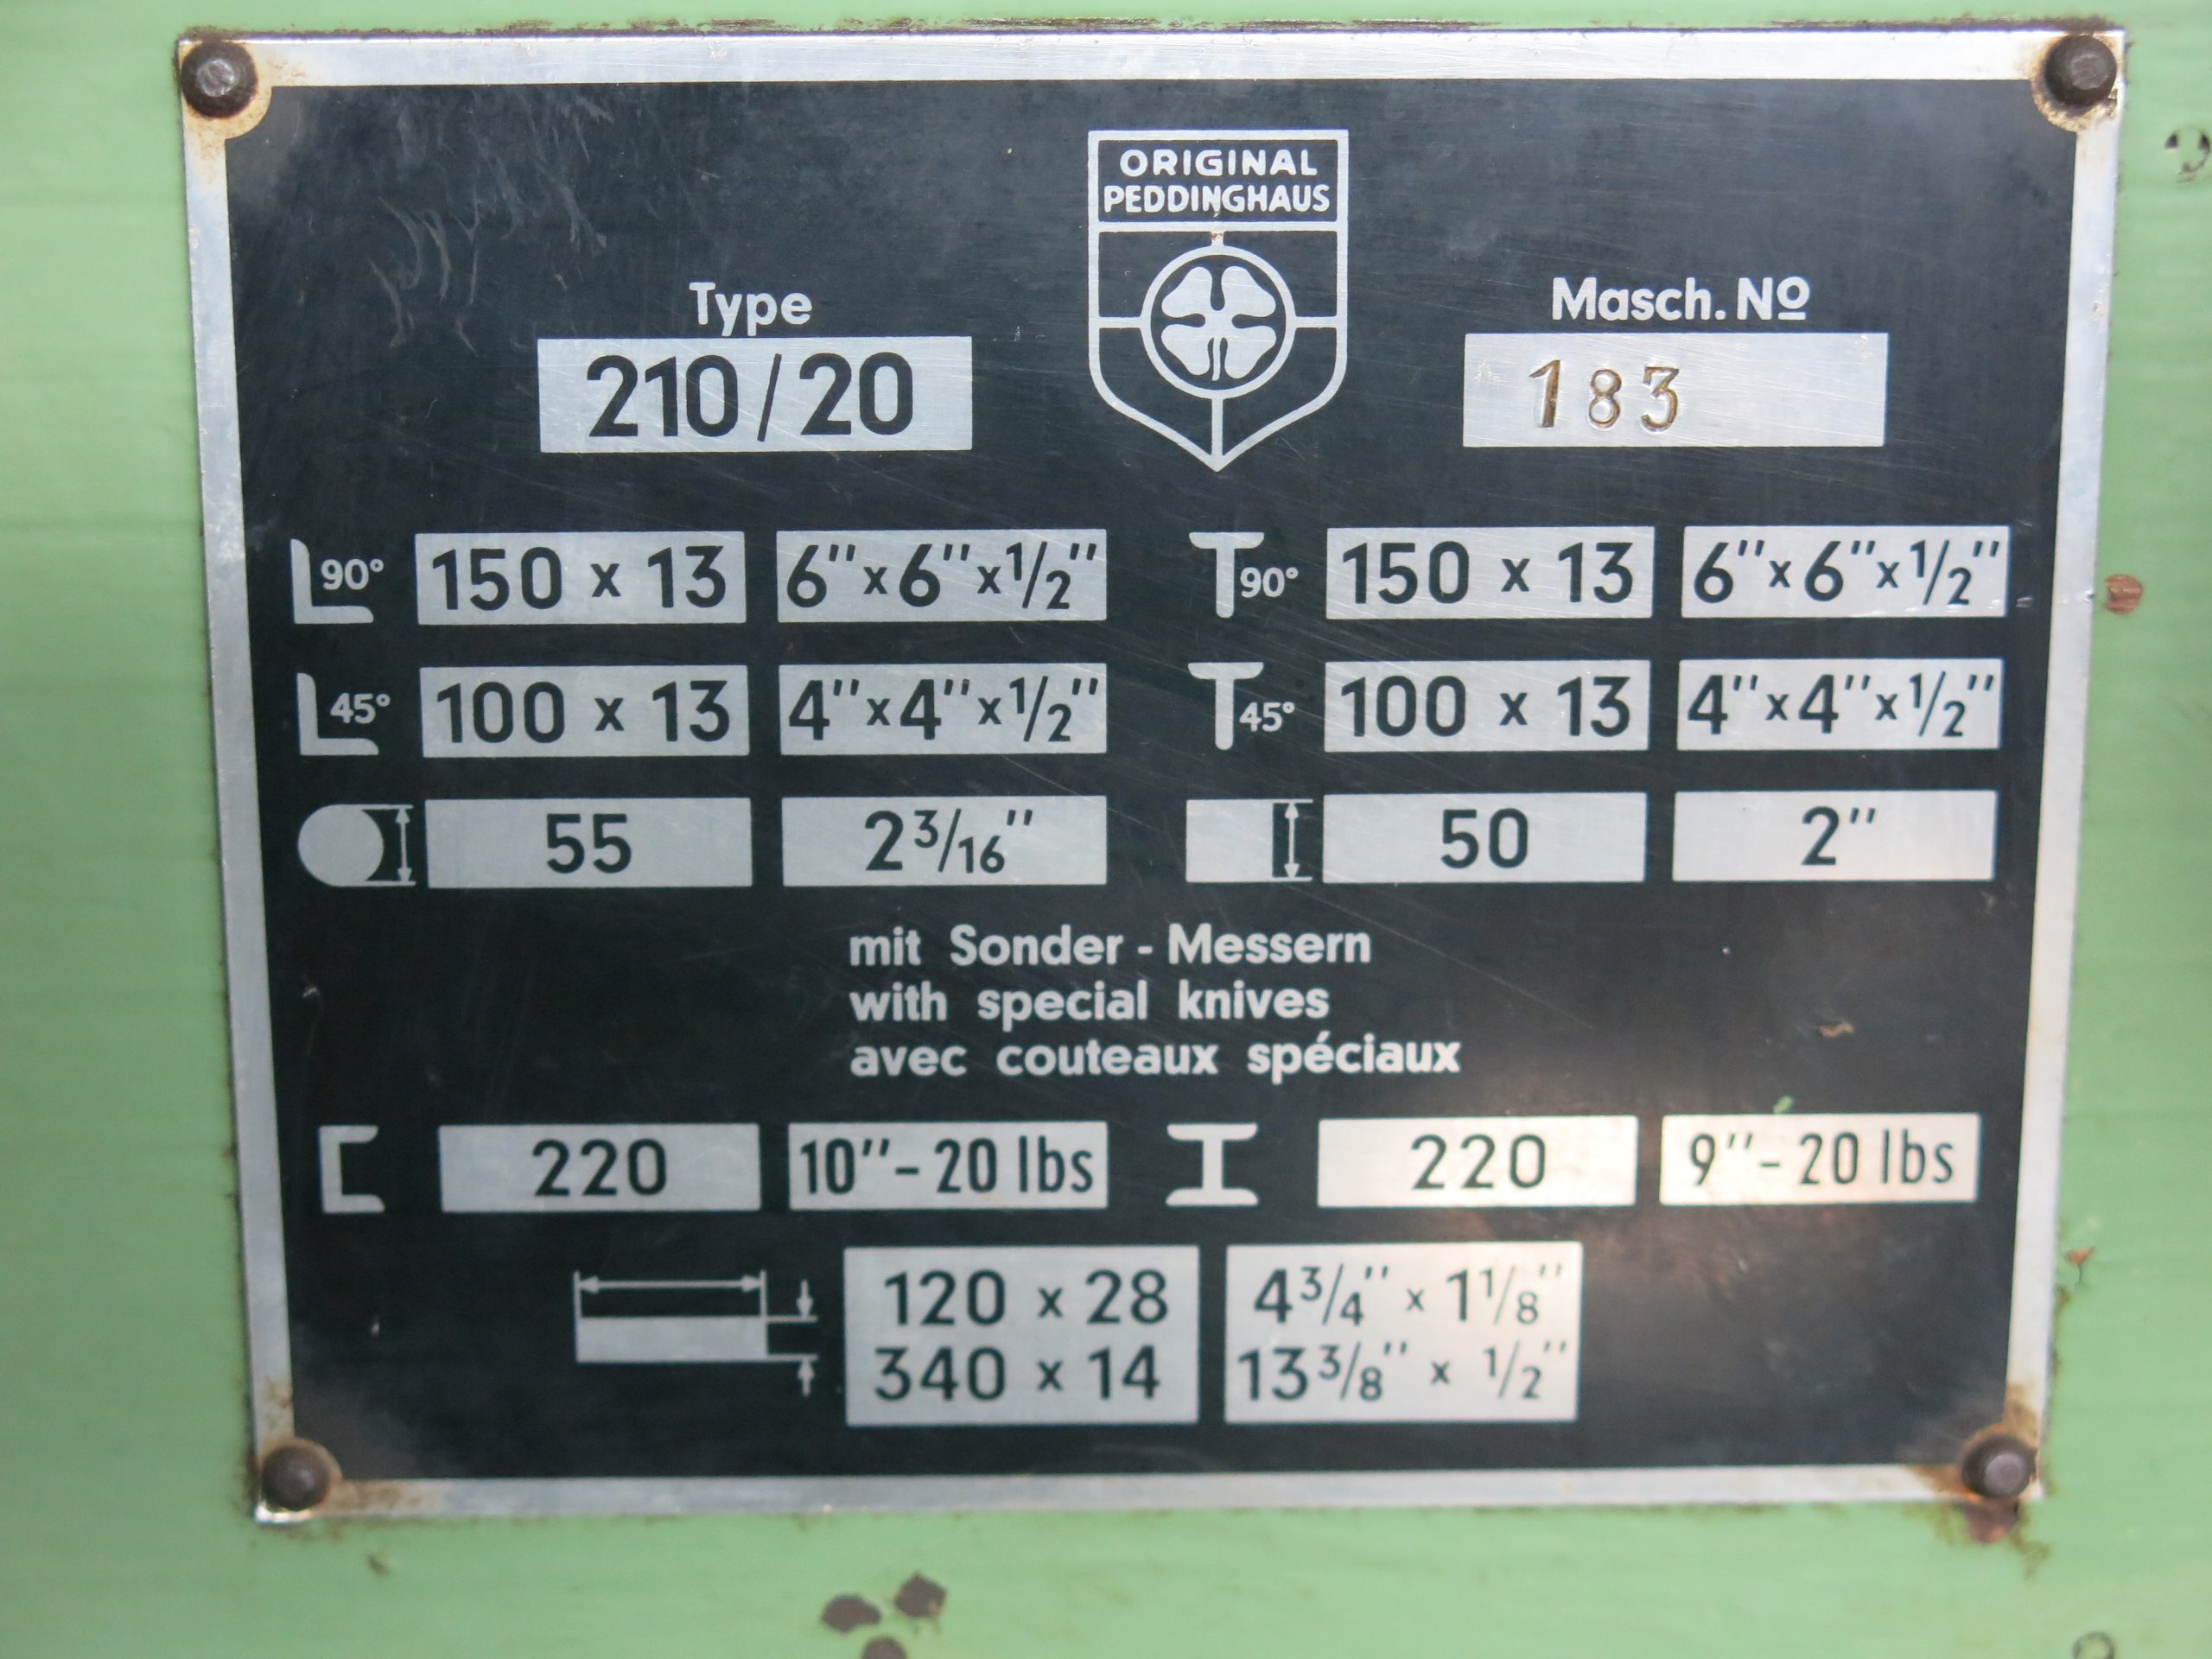 ORIGINAL
PEDDINGHAUS
Type
Masch. Nº
210/20
183
90° 150 x 13 6"x6"x1/2" 90° 150 x 13 6"x6"x1/2"
45° 100 x 13 4"x4"x1/2" 45° 100 x 13 4"x4"x1/2"
55 2 3/16" 50 2"
mit Sonder - Messern
with special knives
avec couteaux spéciaux
220 10"-20 lbs 220 9"-20 lbs
120 x 28 4 3/4" x 1 1/8"
340 x 14 13 3/8" x 1/2"